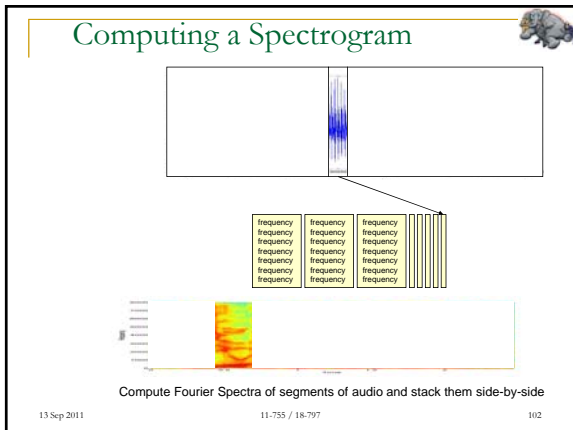 Computing a Spectrogram
frequency frequency frequency
frequency frequency frequency
frequency frequency frequency
frequency frequency frequency
frequency frequency frequency
frequency frequency frequency
frequency frequency frequency
Compute Fourier Spectra of segments of audio and stack them side-by-side
13 Sep 2011 11-755 / 18-797 102